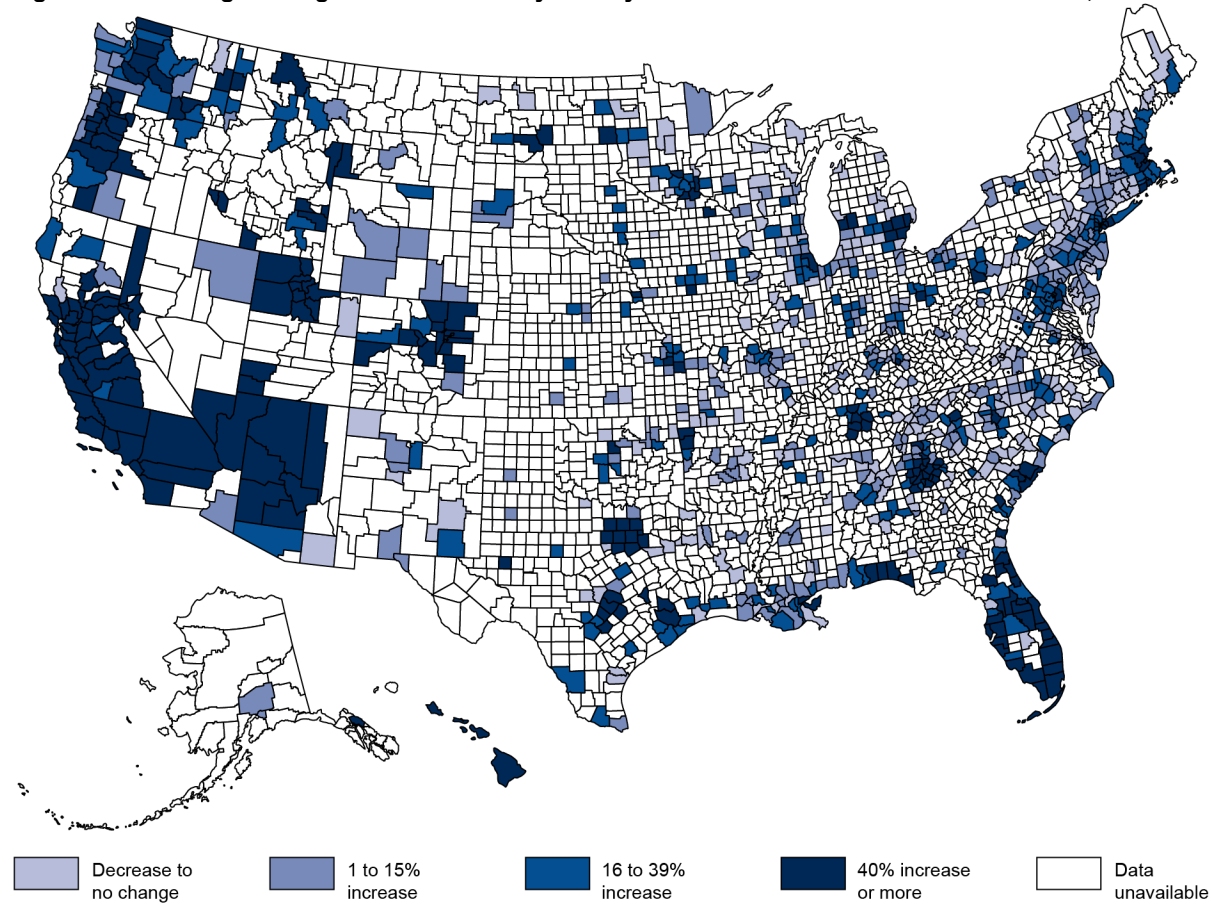 Decrease to
no change
1 to 15%
increase
16 to 39%
increase
40% increase
or more
Data
unavailable